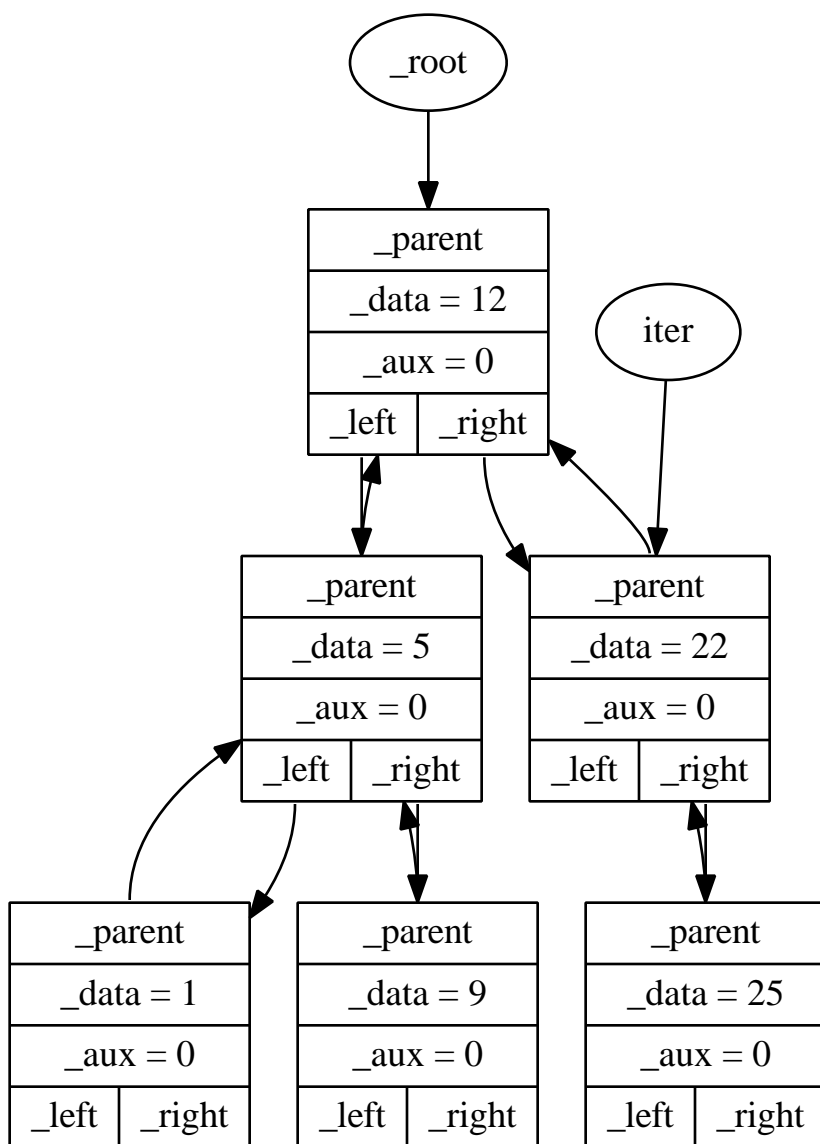 _root
_parent
_data = 12
_aux = 0
_left _right
iter
_parent
_data = 5
_aux = 0
_left _right
_parent
_data = 22
_aux = 0
_left _right
_parent
_data = 1
_aux = 0
_left _right
_parent
_data = 9
_aux = 0
_left _right
_parent
_data = 25
_aux = 0
_left _right